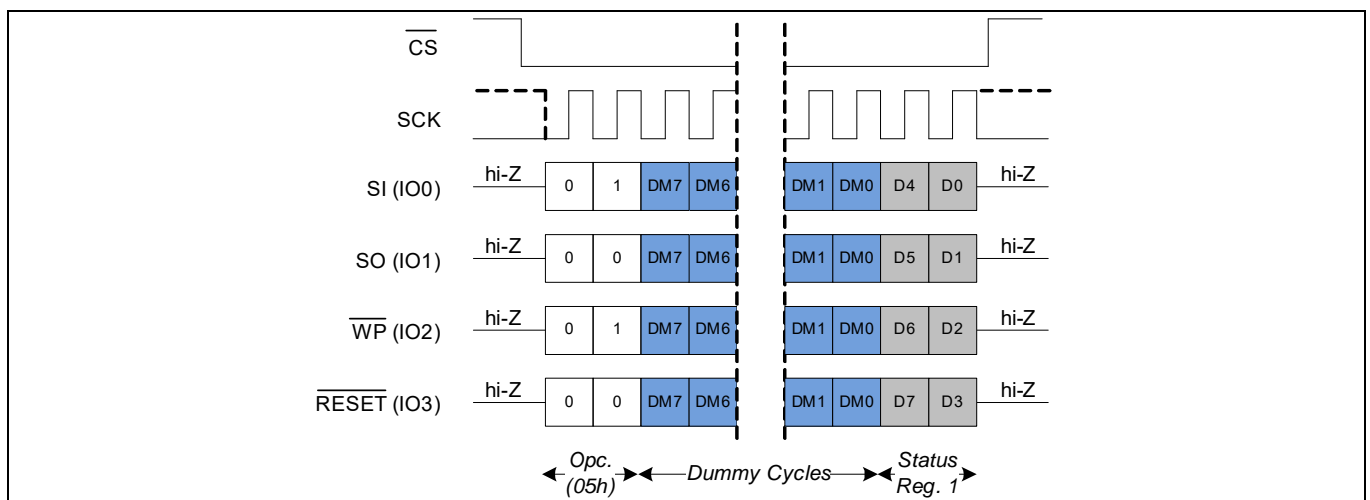 CS
SCK
SI (IO0) hi-Z 0 1 DM7 DM6 DM1 DM0 D4 D0 hi-Z
SO (IO1) hi-Z 0 0 DM7 DM6 DM1 DM0 D5 D1 hi-Z
WP (IO2) hi-Z 0 1 DM7 DM6 DM1 DM0 D6 D2 hi-Z
RESET (IO3) hi-Z 0 0 DM7 DM6 DM1 DM0 D7 D3 hi-Z
Opc. (05h)
Dummy Cycles
Status Reg. 1